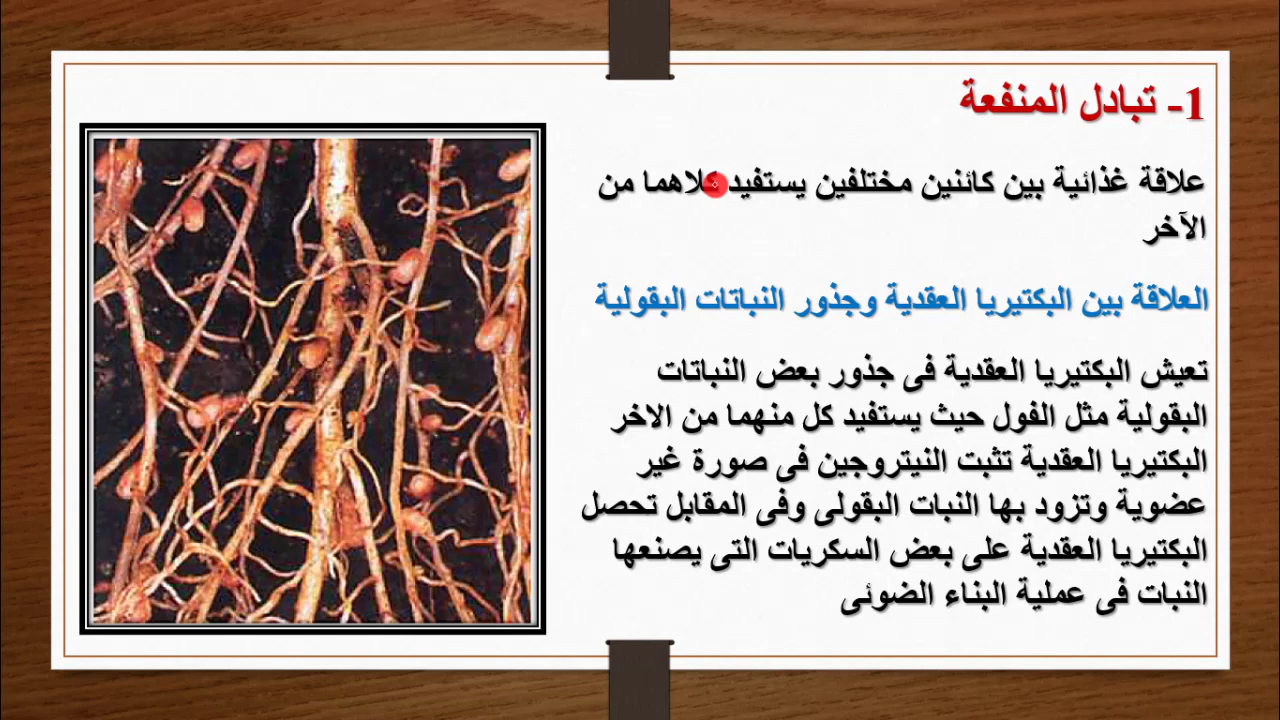 1- تبادل المنفعة
علاقة غذائية بين كائنين مختلفين يستفيد كلاهما من
الآخر
العلاقة بين البكتيريا العقدية وجذور النباتات البقولية
تعيش البكتيريا العقدية فى جذور بعض النباتات
البقولية مثل الفول حيث يستفيد كل منهما من الاخر
البكتيريا العقدية تثبت النيتروجين فى صورة غير
عضوية وتزود بها النبات البقولى وفى المقابل تحصل
البكتيريا العقدية على بعض السكريات التى يصنعها
النبات فى عملية البناء الضوئى